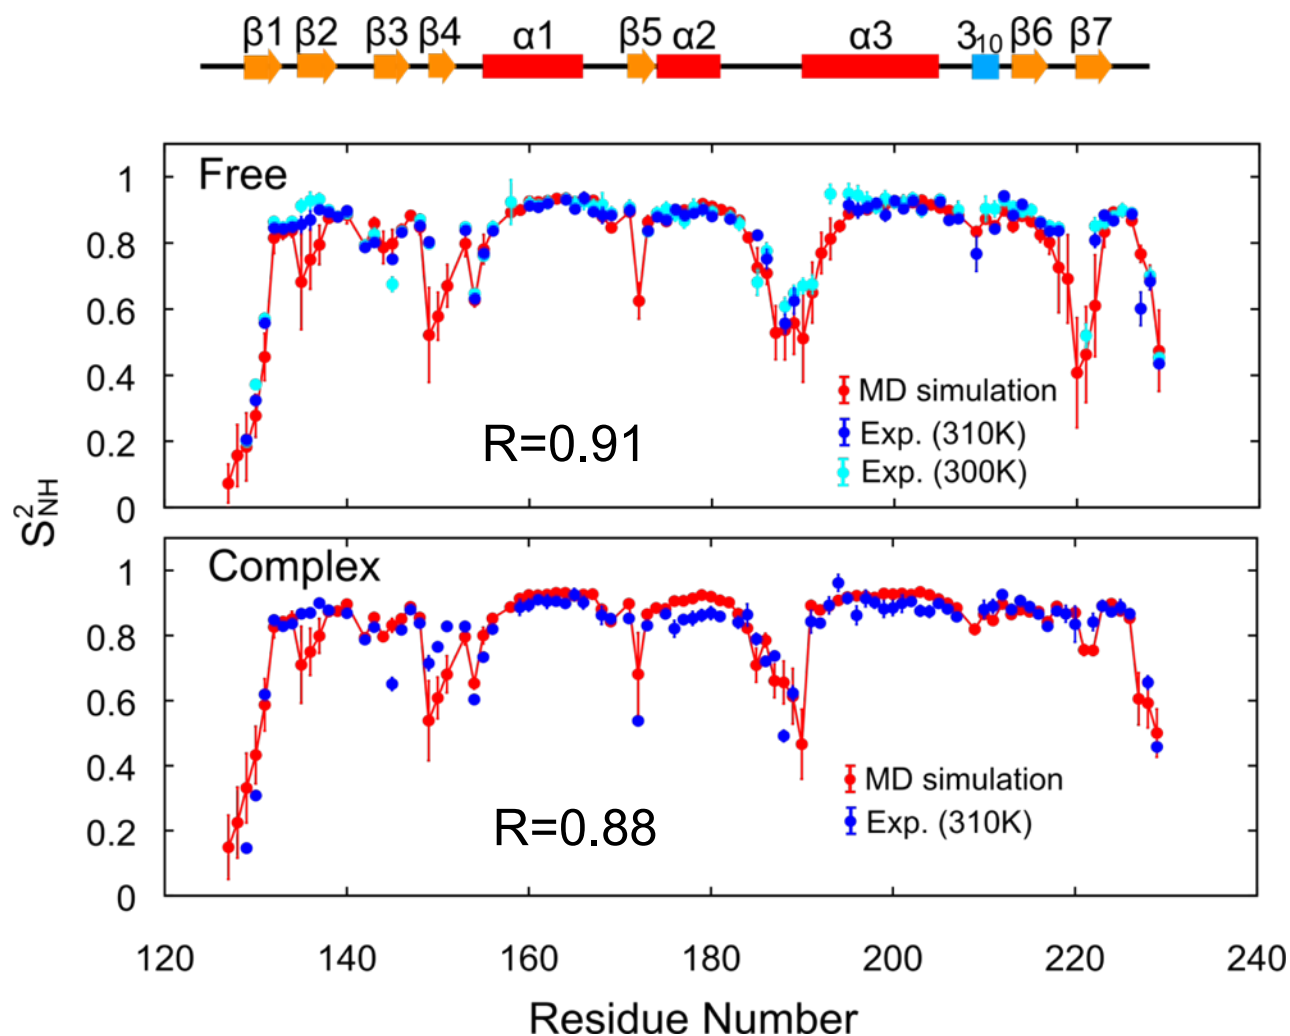 β1 β2 β3 β4 α1 β5 α2 α3 3₁₀ β6 β7
Free
1
0.8
0.6
0.4
0.2
0
MD simulation
Exp. (310K)
Exp. (300K)
R=0.91
S²NH
Complex
1
0.8
0.6
0.4
0.2
0
MD simulation
Exp. (310K)
R=0.88
120 140 160 180 200 220 240
Residue Number